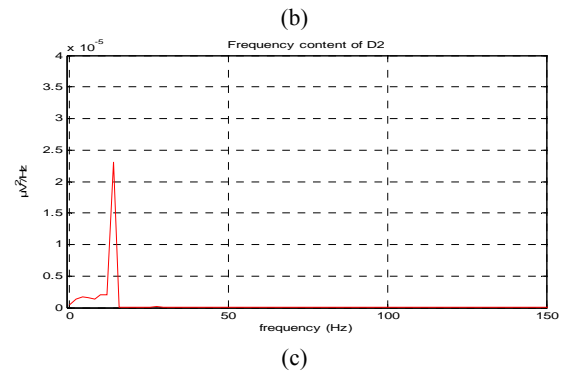 (b)
Frequency content of D2
x 10⁻⁵
4
3.5
3
2.5
2
1.5
1
0.5
0
μV²/Hz
0 50 100 150
frequency (Hz)
(c)